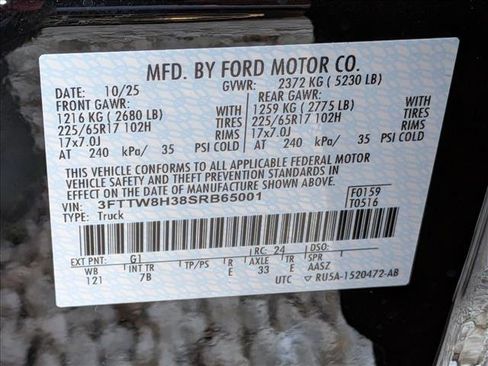 MFD. BY FORD MOTOR CO.
DATE: 10/25 GVWR: 2372 KG ( 5230 LB)
FRONT GAWR: REAR GAWR:
1216 KG ( 2680 LB) WITH 1259 KG ( 2775 LB) WITH
225/65R17 102H TIRES 225/65R17 102H TIRES
17x7.0J RIMS 17x7.0J RIMS
AT 240 kPa/ 35 PSI COLD AT 240 kPa/ 35 PSI COLD
THIS VEHICLE CONFORMS TO ALL APPLICABLE FEDERAL MOTOR
VEHICLE SAFETY AND THEFT PREVENTION STANDARDS IN
EFFECT ON THE DATE OF MANUFACTURE SHOWN ABOVE.
VIN: 3FTTW8H38SRB65001 F0159
TYPE: Truck T0516
EXT PNT: G1 RC: 24 DSO:
WB INT TR TP/PS R AXLE TR SPR
121 7B E 33 E AASZ
UTC RU5A-1520472-AB